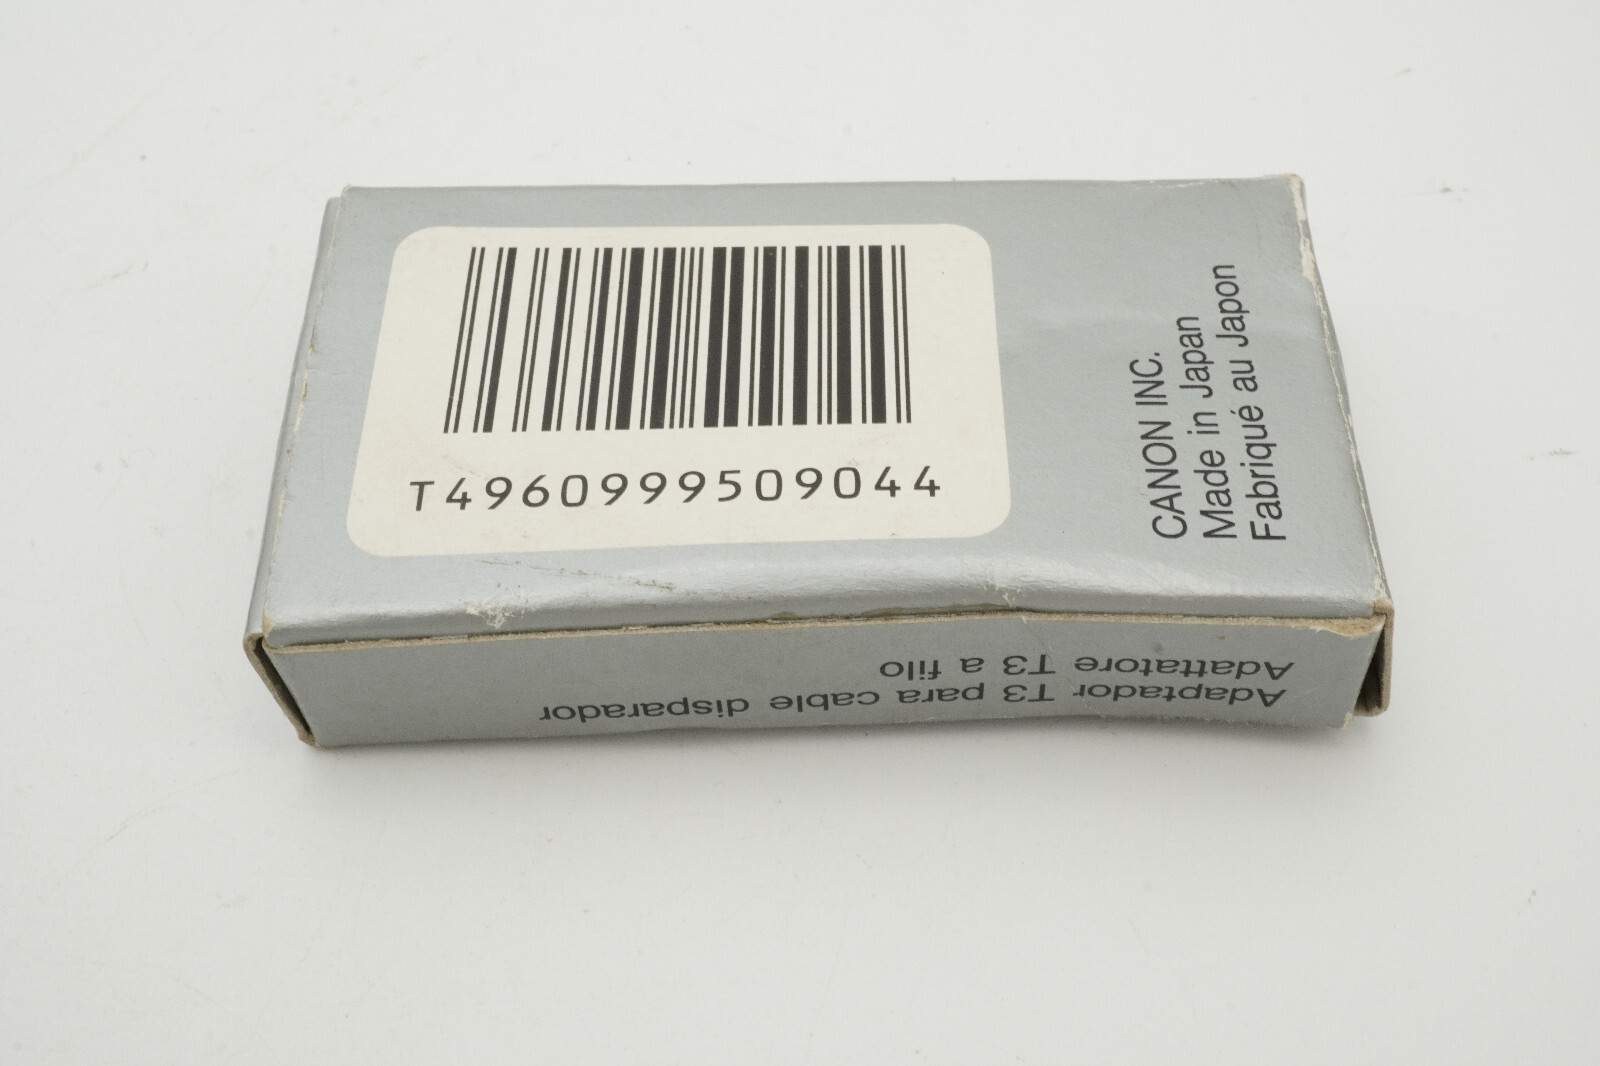 T4960999509044
CANON INC.
Made in Japan
Fabriqué au Japon
Adaptador T3 para cable disparador
Adattatore T3 a filo